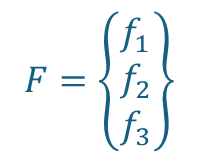 F = { f₁
f₂
f₃ }